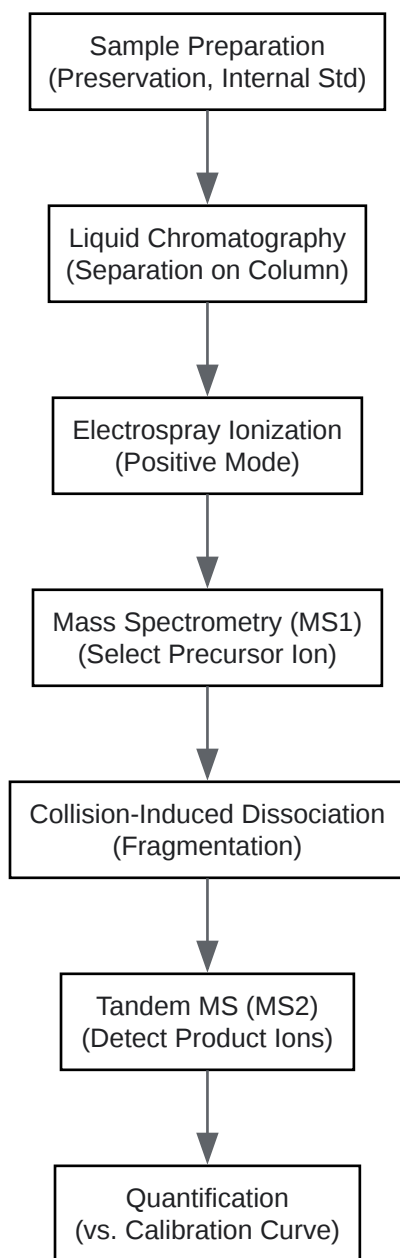 Sample Preparation
(Preservation, Internal Std)
Liquid Chromatography
(Separation on Column)
Electrospray Ionization
(Positive Mode)
Mass Spectrometry (MS1)
(Select Precursor Ion)
Collision-Induced Dissociation
(Fragmentation)
Tandem MS (MS2)
(Detect Product Ions)
Quantification
(vs. Calibration Curve)